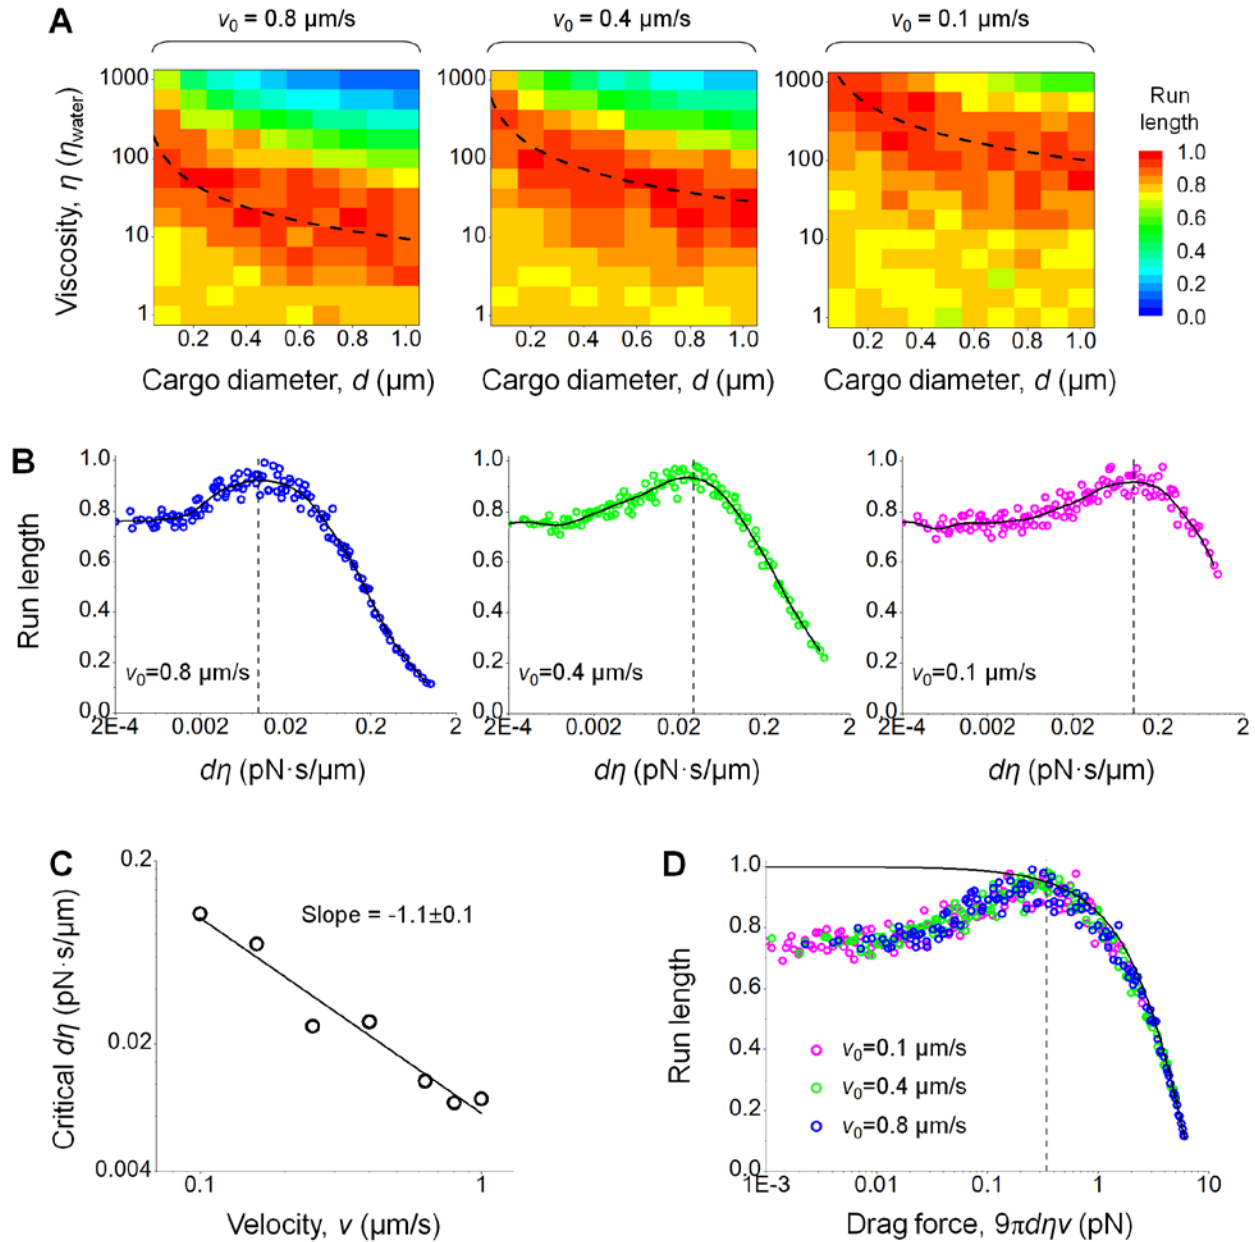 A
v₀ = 0.8 µm/s
v₀ = 0.4 µm/s
v₀ = 0.1 µm/s
Viscosity, η (ηwater)
1000
100
10
1
0.2 0.4 0.6 0.8 1.0
Cargo diameter, d (µm)
1000
100
10
1
0.2 0.4 0.6 0.8 1.0
Cargo diameter, d (µm)
1000
100
10
1
0.2 0.4 0.6 0.8 1.0
Cargo diameter, d (µm)
Run
length
1.0
0.8
0.6
0.4
0.2
0.0
B
Run length
1.0
0.8
0.6
0.4
0.2
0.0
v₀=0.8 µm/s
2E-4 0.002 0.02 0.2 2
dη (pN·s/µm)
1.0
0.8
0.6
0.4
0.2
0.0
v₀=0.4 µm/s
2E-4 0.002 0.02 0.2 2
dη (pN·s/µm)
1.0
0.8
0.6
0.4
0.2
0.0
v₀=0.1 µm/s
2E-4 0.002 0.02 0.2 2
dη (pN·s/µm)
C
Critical dη (pN·s/µm)
0.2
0.02
0.004
Slope = -1.1±0.1
0.1 1
Velocity, v (µm/s)
D
Run length
1.0
0.8
0.6
0.4
0.2
0.0
v₀=0.1 µm/s
v₀=0.4 µm/s
v₀=0.8 µm/s
1E-3 0.01 0.1 1 10
Drag force, 9πdηv (pN)